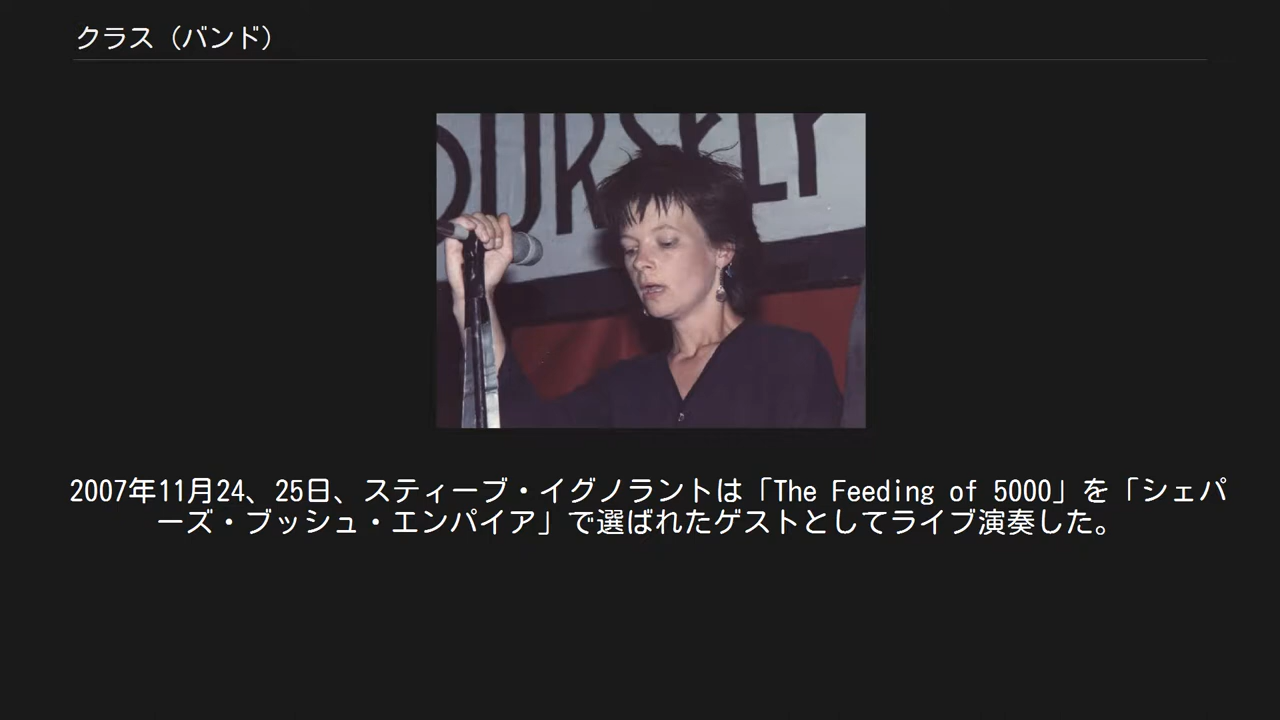 クラス（バンド）
OURSELF
2007年11月24、25日、スティーブ・イグノラントは「The Feeding of 5000」を「シェパ
ーズ・ブッシュ・エンパイア」で選ばれたゲストとしてライブ演奏した。